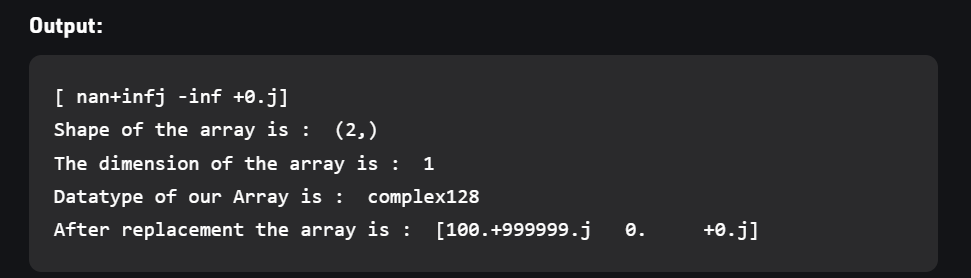 Output:
[ nan+infj -inf +0.j]
Shape of the array is :  (2,)
The dimension of the array is :  1
Datatype of our Array is :  complex128
After replacement the array is :  [100.+999999.j   0.     +0.j]